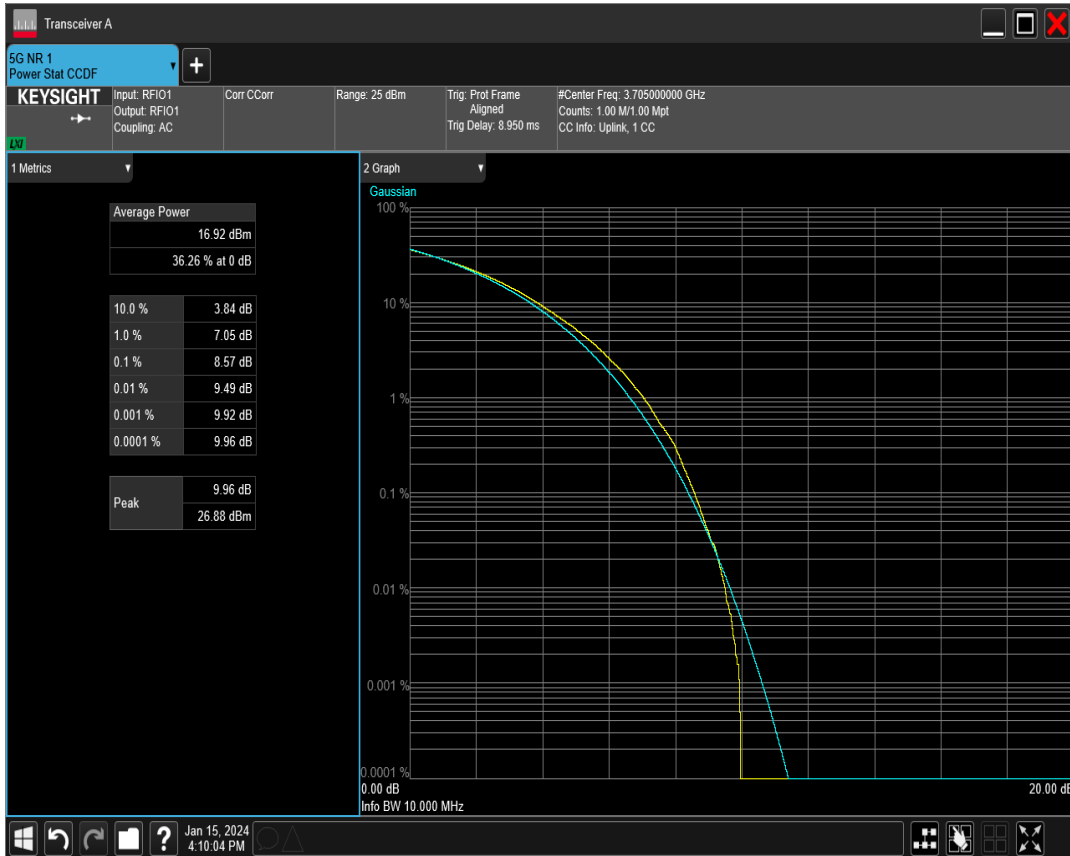 Transceiver A
5G NR 1
Power Stat CCDF
+
KEYSIGHT
LXI
Input: RFIO1
Output: RFIO1
Coupling: AC
Corr CCorr
Range: 25 dBm
Trig: Prot Frame
Aligned
Trig Delay: 8.950 ms
#Center Freq: 3.705000000 GHz
Counts: 1.00 M/1.00 Mpt
CC Info: Uplink, 1 CC
1 Metrics
Average Power
16.92 dBm
36.26 % at 0 dB
10.0 % 3.84 dB
1.0 % 7.05 dB
0.1 % 8.57 dB
0.01 % 9.49 dB
0.001 % 9.92 dB
0.0001 % 9.96 dB
Peak
9.96 dB
26.88 dBm
2 Graph
Gaussian
100 %
10 %
1 %
0.1 %
0.01 %
0.001 %
0.0001 %
0.00 dB 20.00 dB
Info BW 10.000 MHz
?
Jan 15, 2024
4:10:04 PM